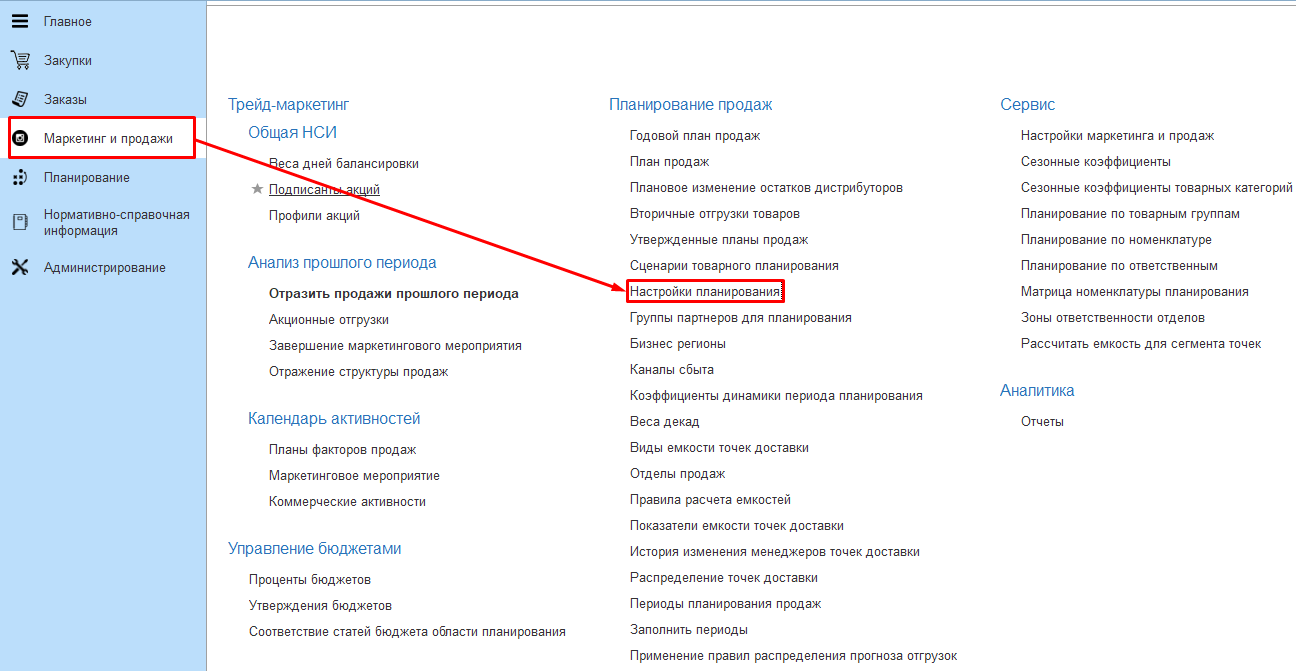 Главное
Закупки
Заказы
Маркетинг и продажи
Планирование
Нормативно-справочная
информация
Администрирование
Трейд-маркетинг
Общая НСИ
Веса дней балансировки
Подписанты акций
Профили акций
Анализ прошлого периода
Отразить продажи прошлого периода
Акционные отгрузки
Завершение маркетингового мероприятия
Отражение структуры продаж
Календарь активностей
Планы факторов продаж
Маркетинговое мероприятие
Коммерческие активности
Управление бюджетами
Проценты бюджетов
Утверждения бюджетов
Соответствие статей бюджета области планирования
Планирование продаж
Годовой план продаж
План продаж
Плановое изменение остатков дистрибуторов
Вторичные отгрузки товаров
Утвержденные планы продаж
Сценарии товарного планирования
Настройки планирования
Группы партнеров для планирования
Бизнес регионы
Каналы сбыта
Коэффициенты динамики периода планирования
Веса декад
Виды емкости точек доставки
Отделы продаж
Правила расчета емкостей
Показатели емкости точек доставки
История изменения менеджеров точек доставки
Распределение точек доставки
Периоды планирования продаж
Заполнить периоды
Применение правил распределения прогноза отгрузок
Сервис
Настройки маркетинга и продаж
Сезонные коэффициенты
Сезонные коэффициенты товарных категорий
Планирование по товарным группам
Планирование по номенклатуре
Планирование по ответственным
Матрица номенклатуры планирования
Зоны ответственности отделов
Рассчитать емкость для сегмента точек
Аналитика
Отчеты